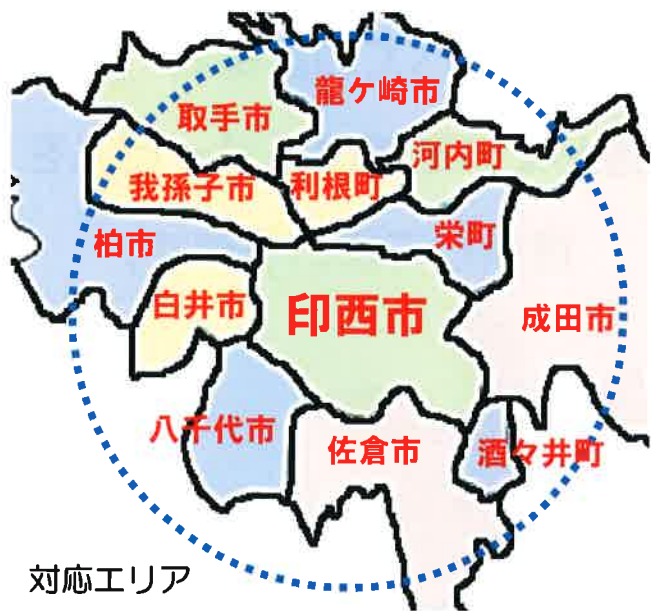 龍ケ崎市
取手市
河内町
我孫子市
利根町
栄町
柏市
白井市
印西市
成田市
八千代市
佐倉市
酒々井町
対応エリア